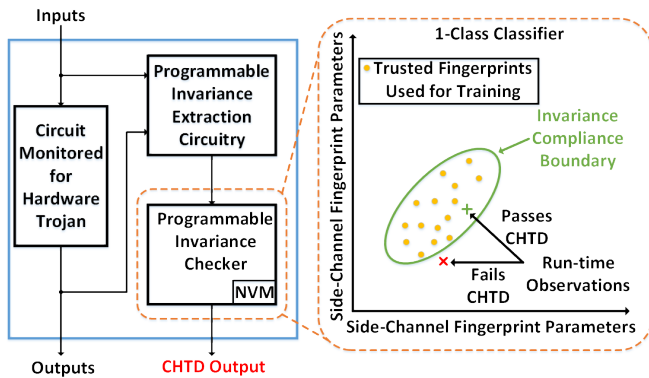 Inputs
Circuit
Monitored
for
Hardware
Trojan
Programmable
Invariance
Extraction
Circuitry
Programmable
Invariance
Checker
NVM
Outputs
CHTD Output
1-Class Classifier
Trusted Fingerprints
Used for Training
Invariance
Compliance
Boundary
Passes
CHTD
Fails
CHTD
Run-time
Observations
Side-Channel Fingerprint Parameters
Side-Channel Fingerprint Parameters